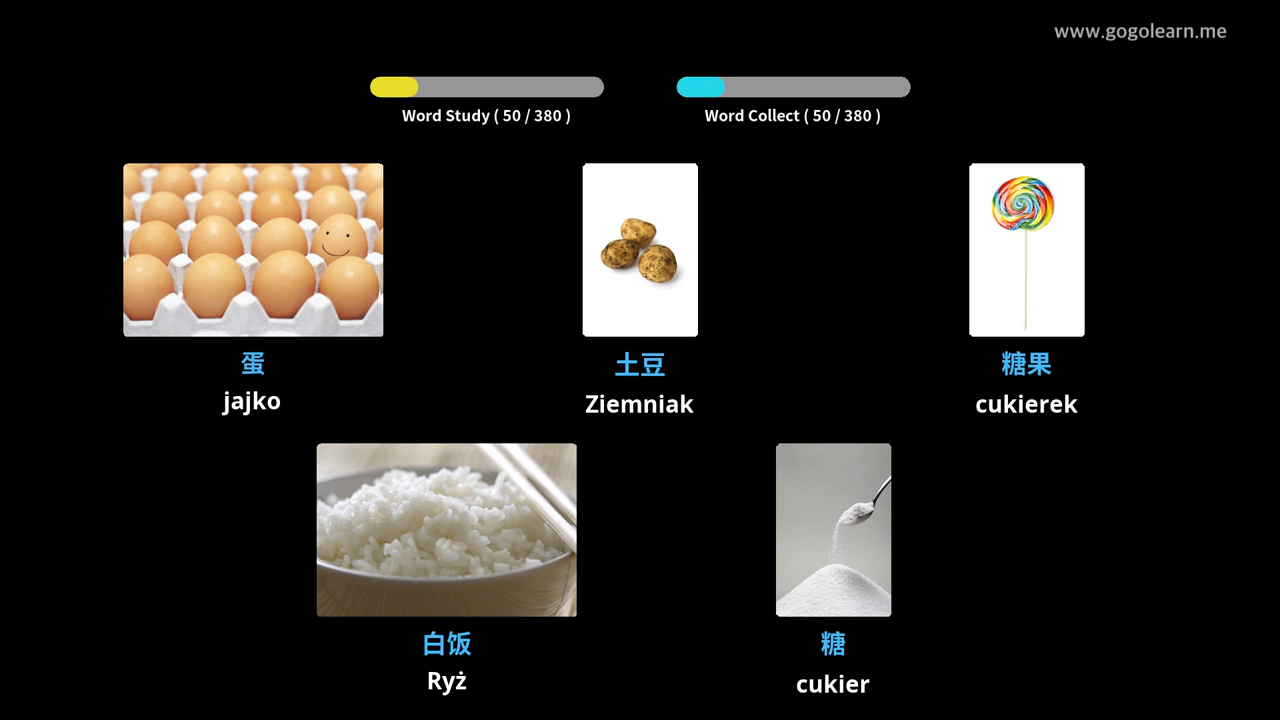 www.gogolearn.me
Word Study ( 50 / 380 )
Word Collect ( 50 / 380 )
蛋
jajko
土豆
Ziemniak
糖果
cukierek
白饭
Ryż
糖
cukier